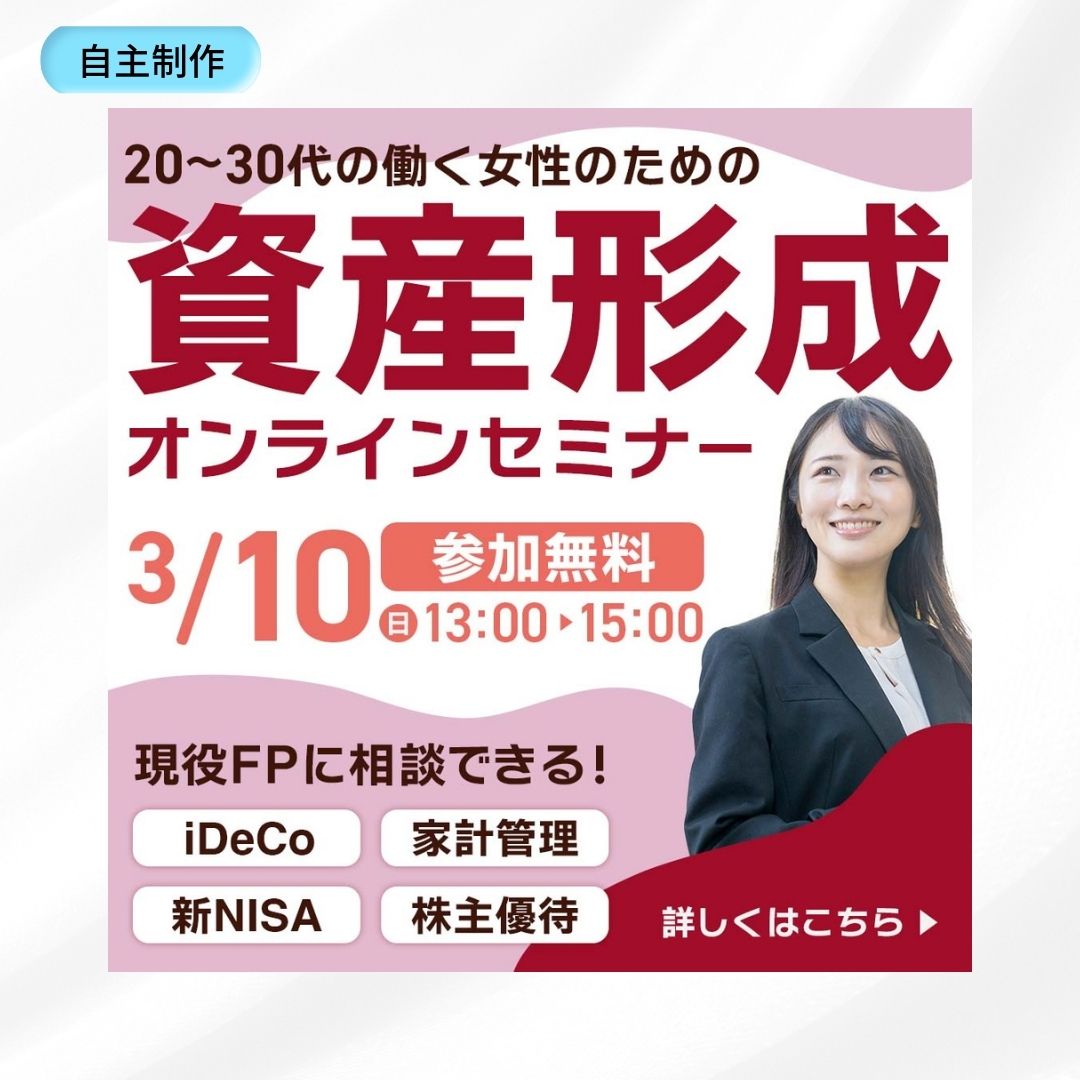 自主制作
20〜30代の働く女性のための
資産形成
オンラインセミナー
3/10
参加無料
日 13:00▶15:00
現役FPに相談できる!
iDeCo
家計管理
新NISA
株主優待
詳しくはこちら▶